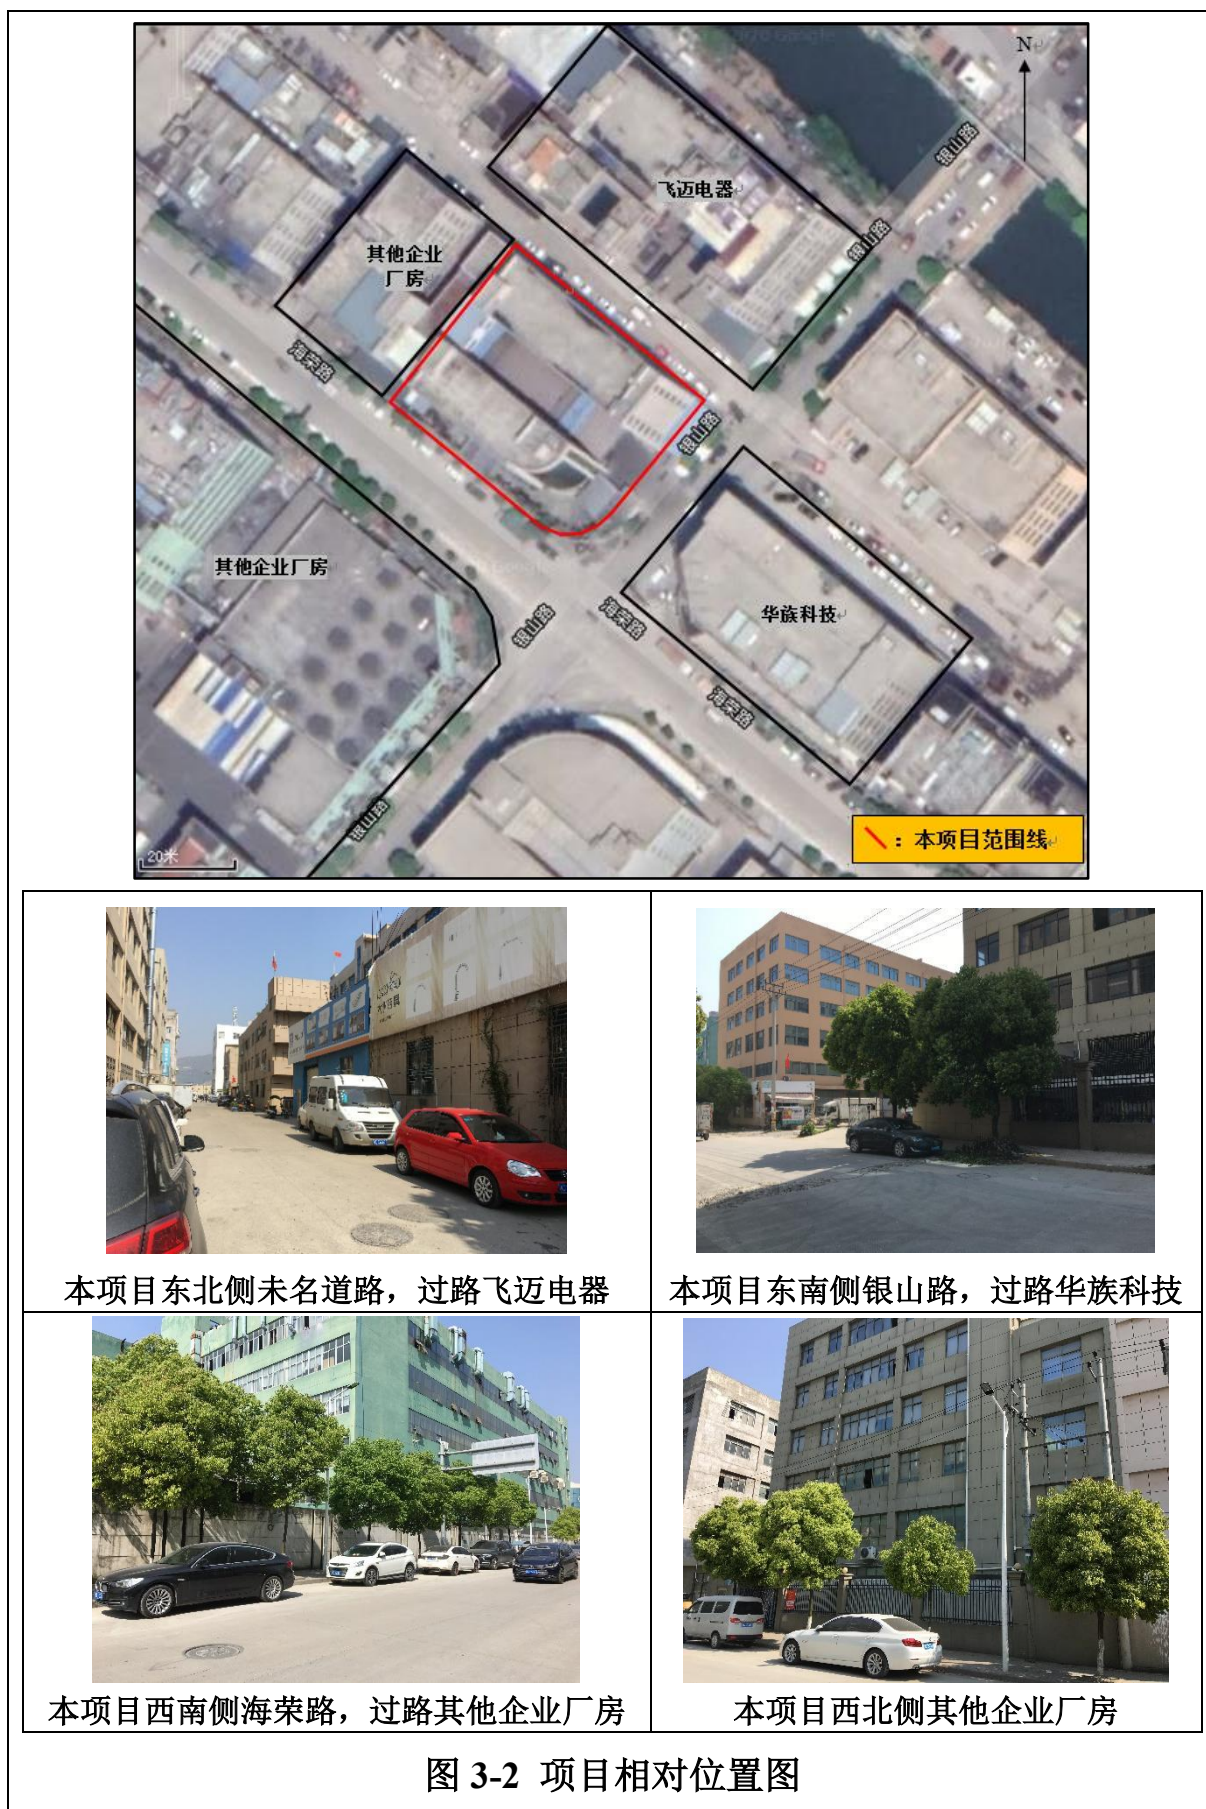 N
银山路
飞迈电器
银山路
其他企业
厂房
海荣路
银山路
其他企业厂房
华族科技
银山路
海荣路
海荣路
银山路
20米
：本项目范围线
本项目东北侧未名道路，过路飞迈电器
本项目东南侧银山路，过路华族科技
本项目西南侧海荣路，过路其他企业厂房
本项目西北侧其他企业厂房
图 3-2 项目相对位置图